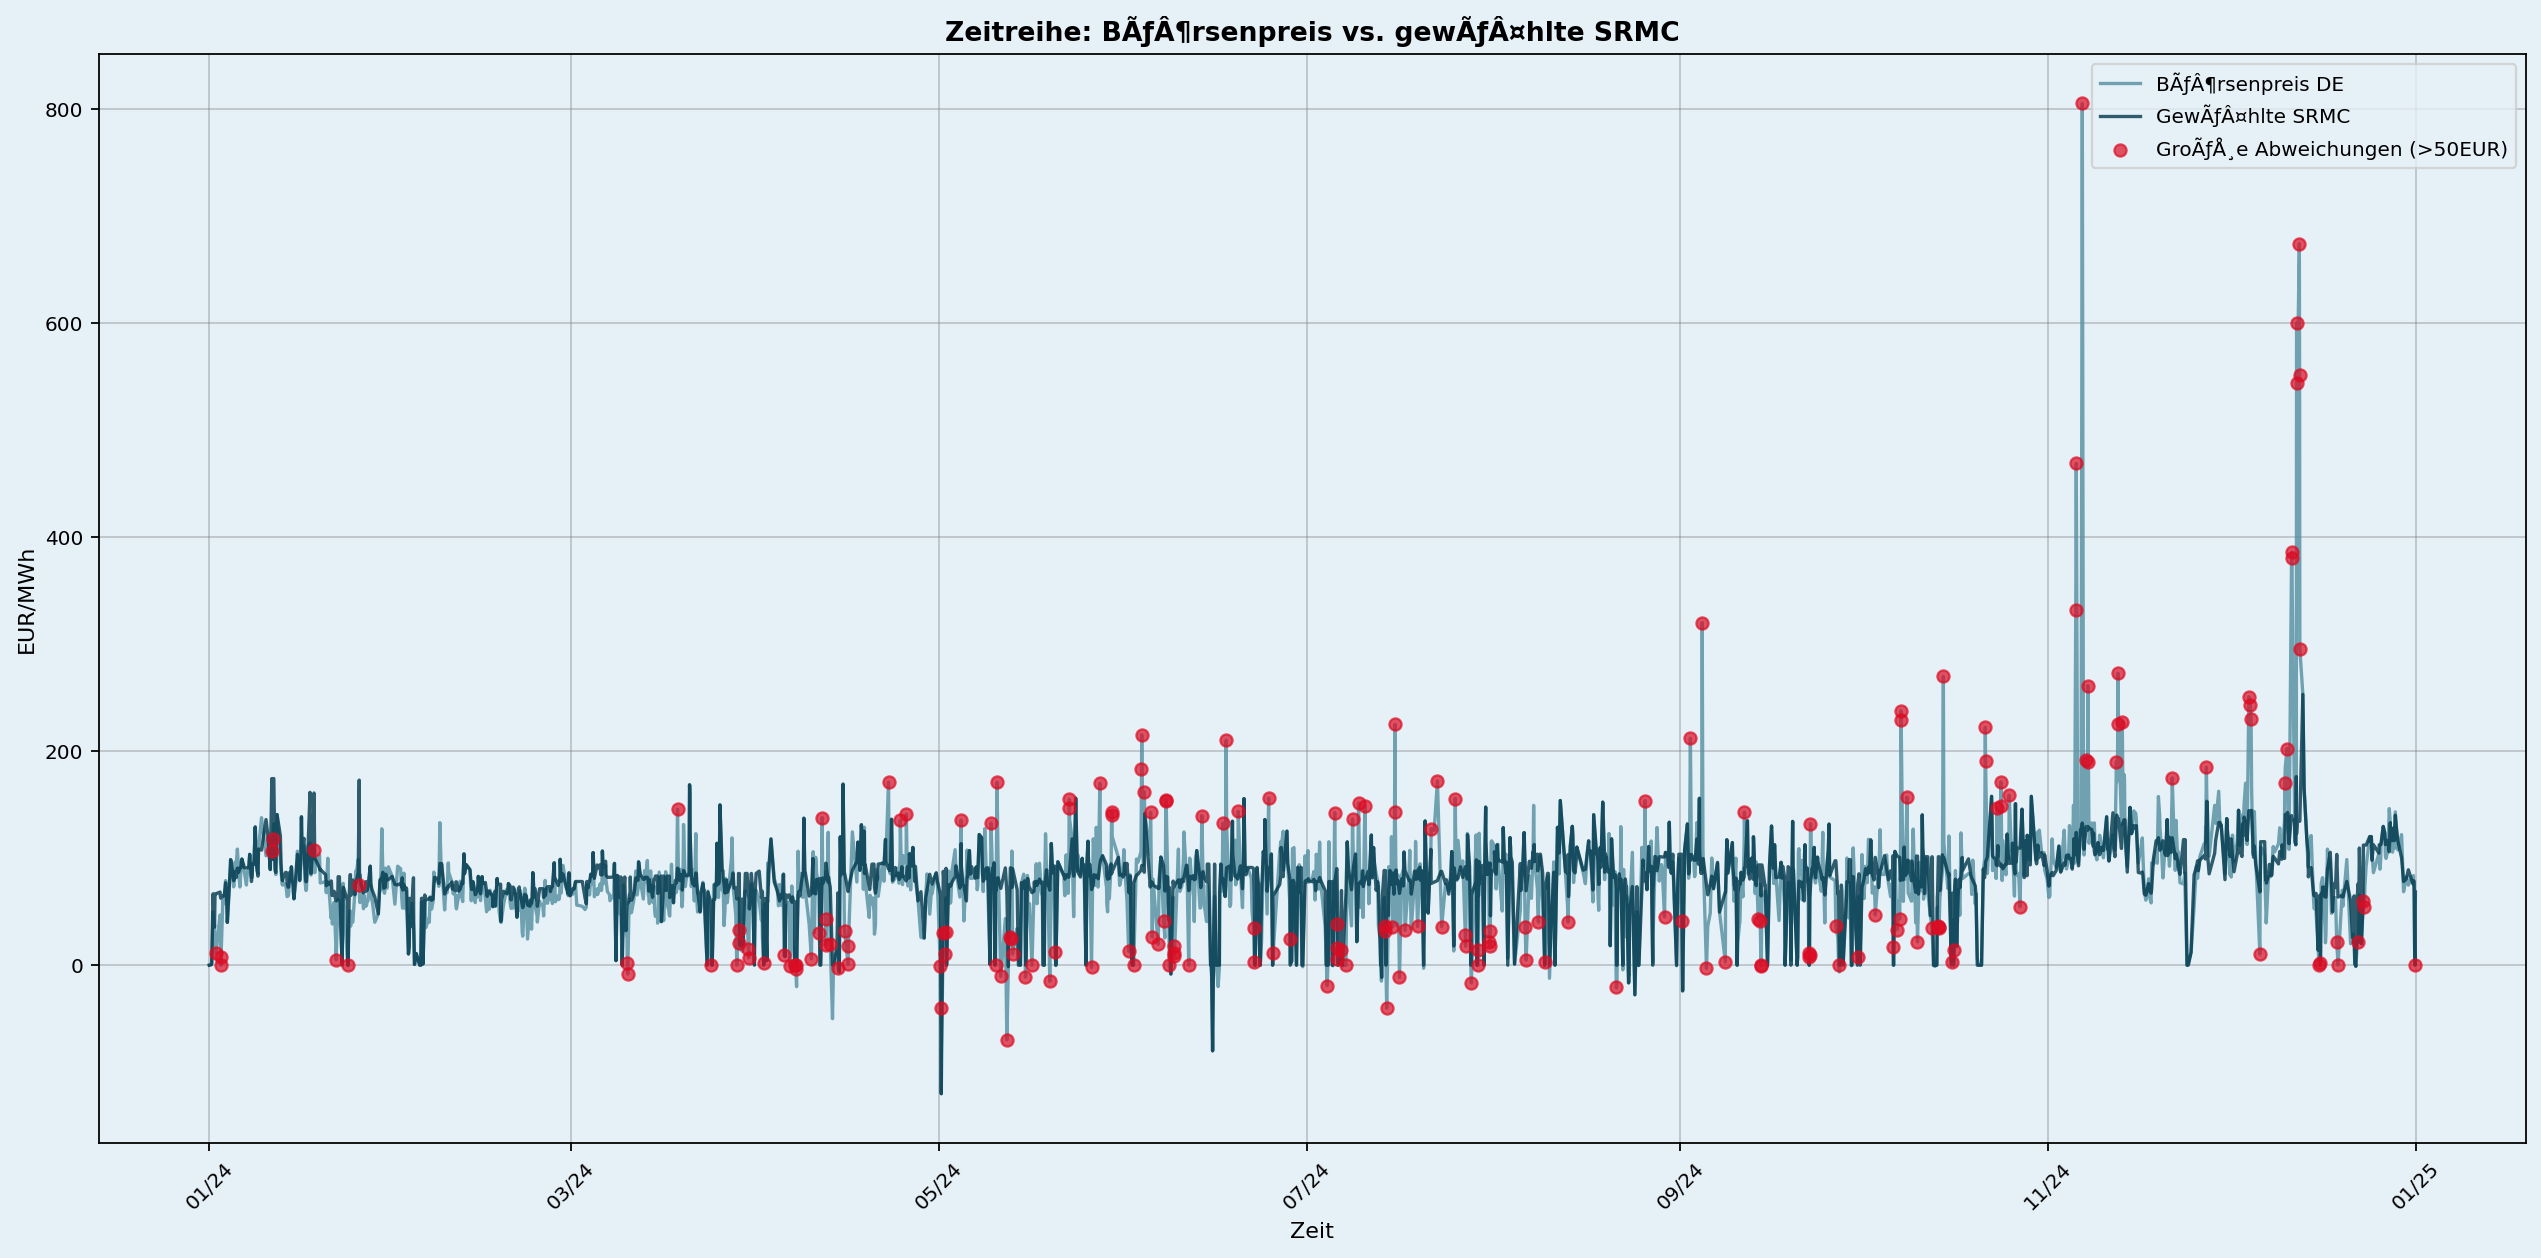 Zeitreihe: BÃƒÂ¶rsenpreis vs. gewÃƒÂ¤hlte SRMC
BÃƒÂ¶rsenpreis DE
GewÃƒÂ¤hlte SRMC
GroÃƒÅ¸e Abweichungen (>50EUR)
800
600
400
200
0
EUR/MWh
01/24
03/24
05/24
07/24
09/24
11/24
01/25
Zeit